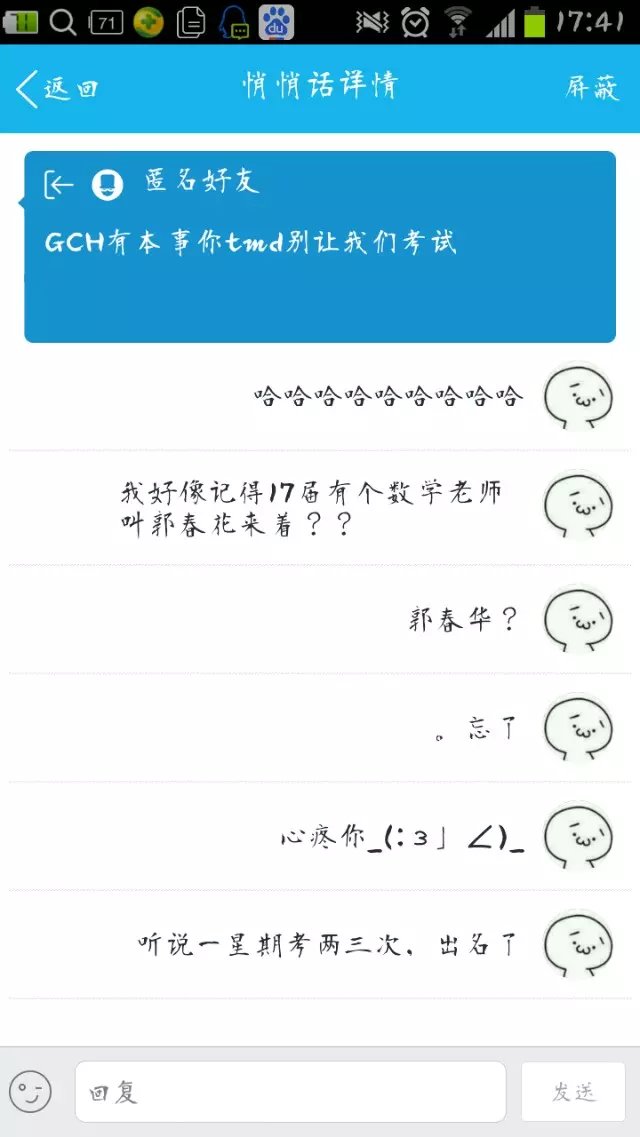 71
du
17:41
返回
悄悄话详情
屏蔽
匿名好友
GCH有本事你tmd别让我们考试
哈哈哈哈哈哈哈哈哈
我好像记得17届有个数学老师
叫郭春花来着？？
郭春华？
。忘了
心疼你_(:з」∠)_
听说一星期考两三次，出名了
回复
发送